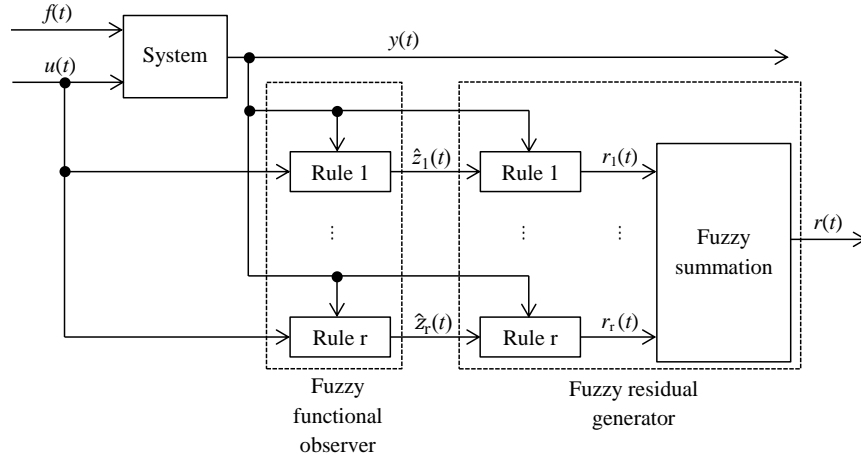 f(t)
System
y(t)
u(t)
Rule 1
ẑ₁(t)
Rule 1
r₁(t)
⋮
⋮
⋮
Fuzzy
summation
r(t)
Rule r
ẑᵣ(t)
Rule r
rᵣ(t)
Fuzzy
functional
observer
Fuzzy residual
generator